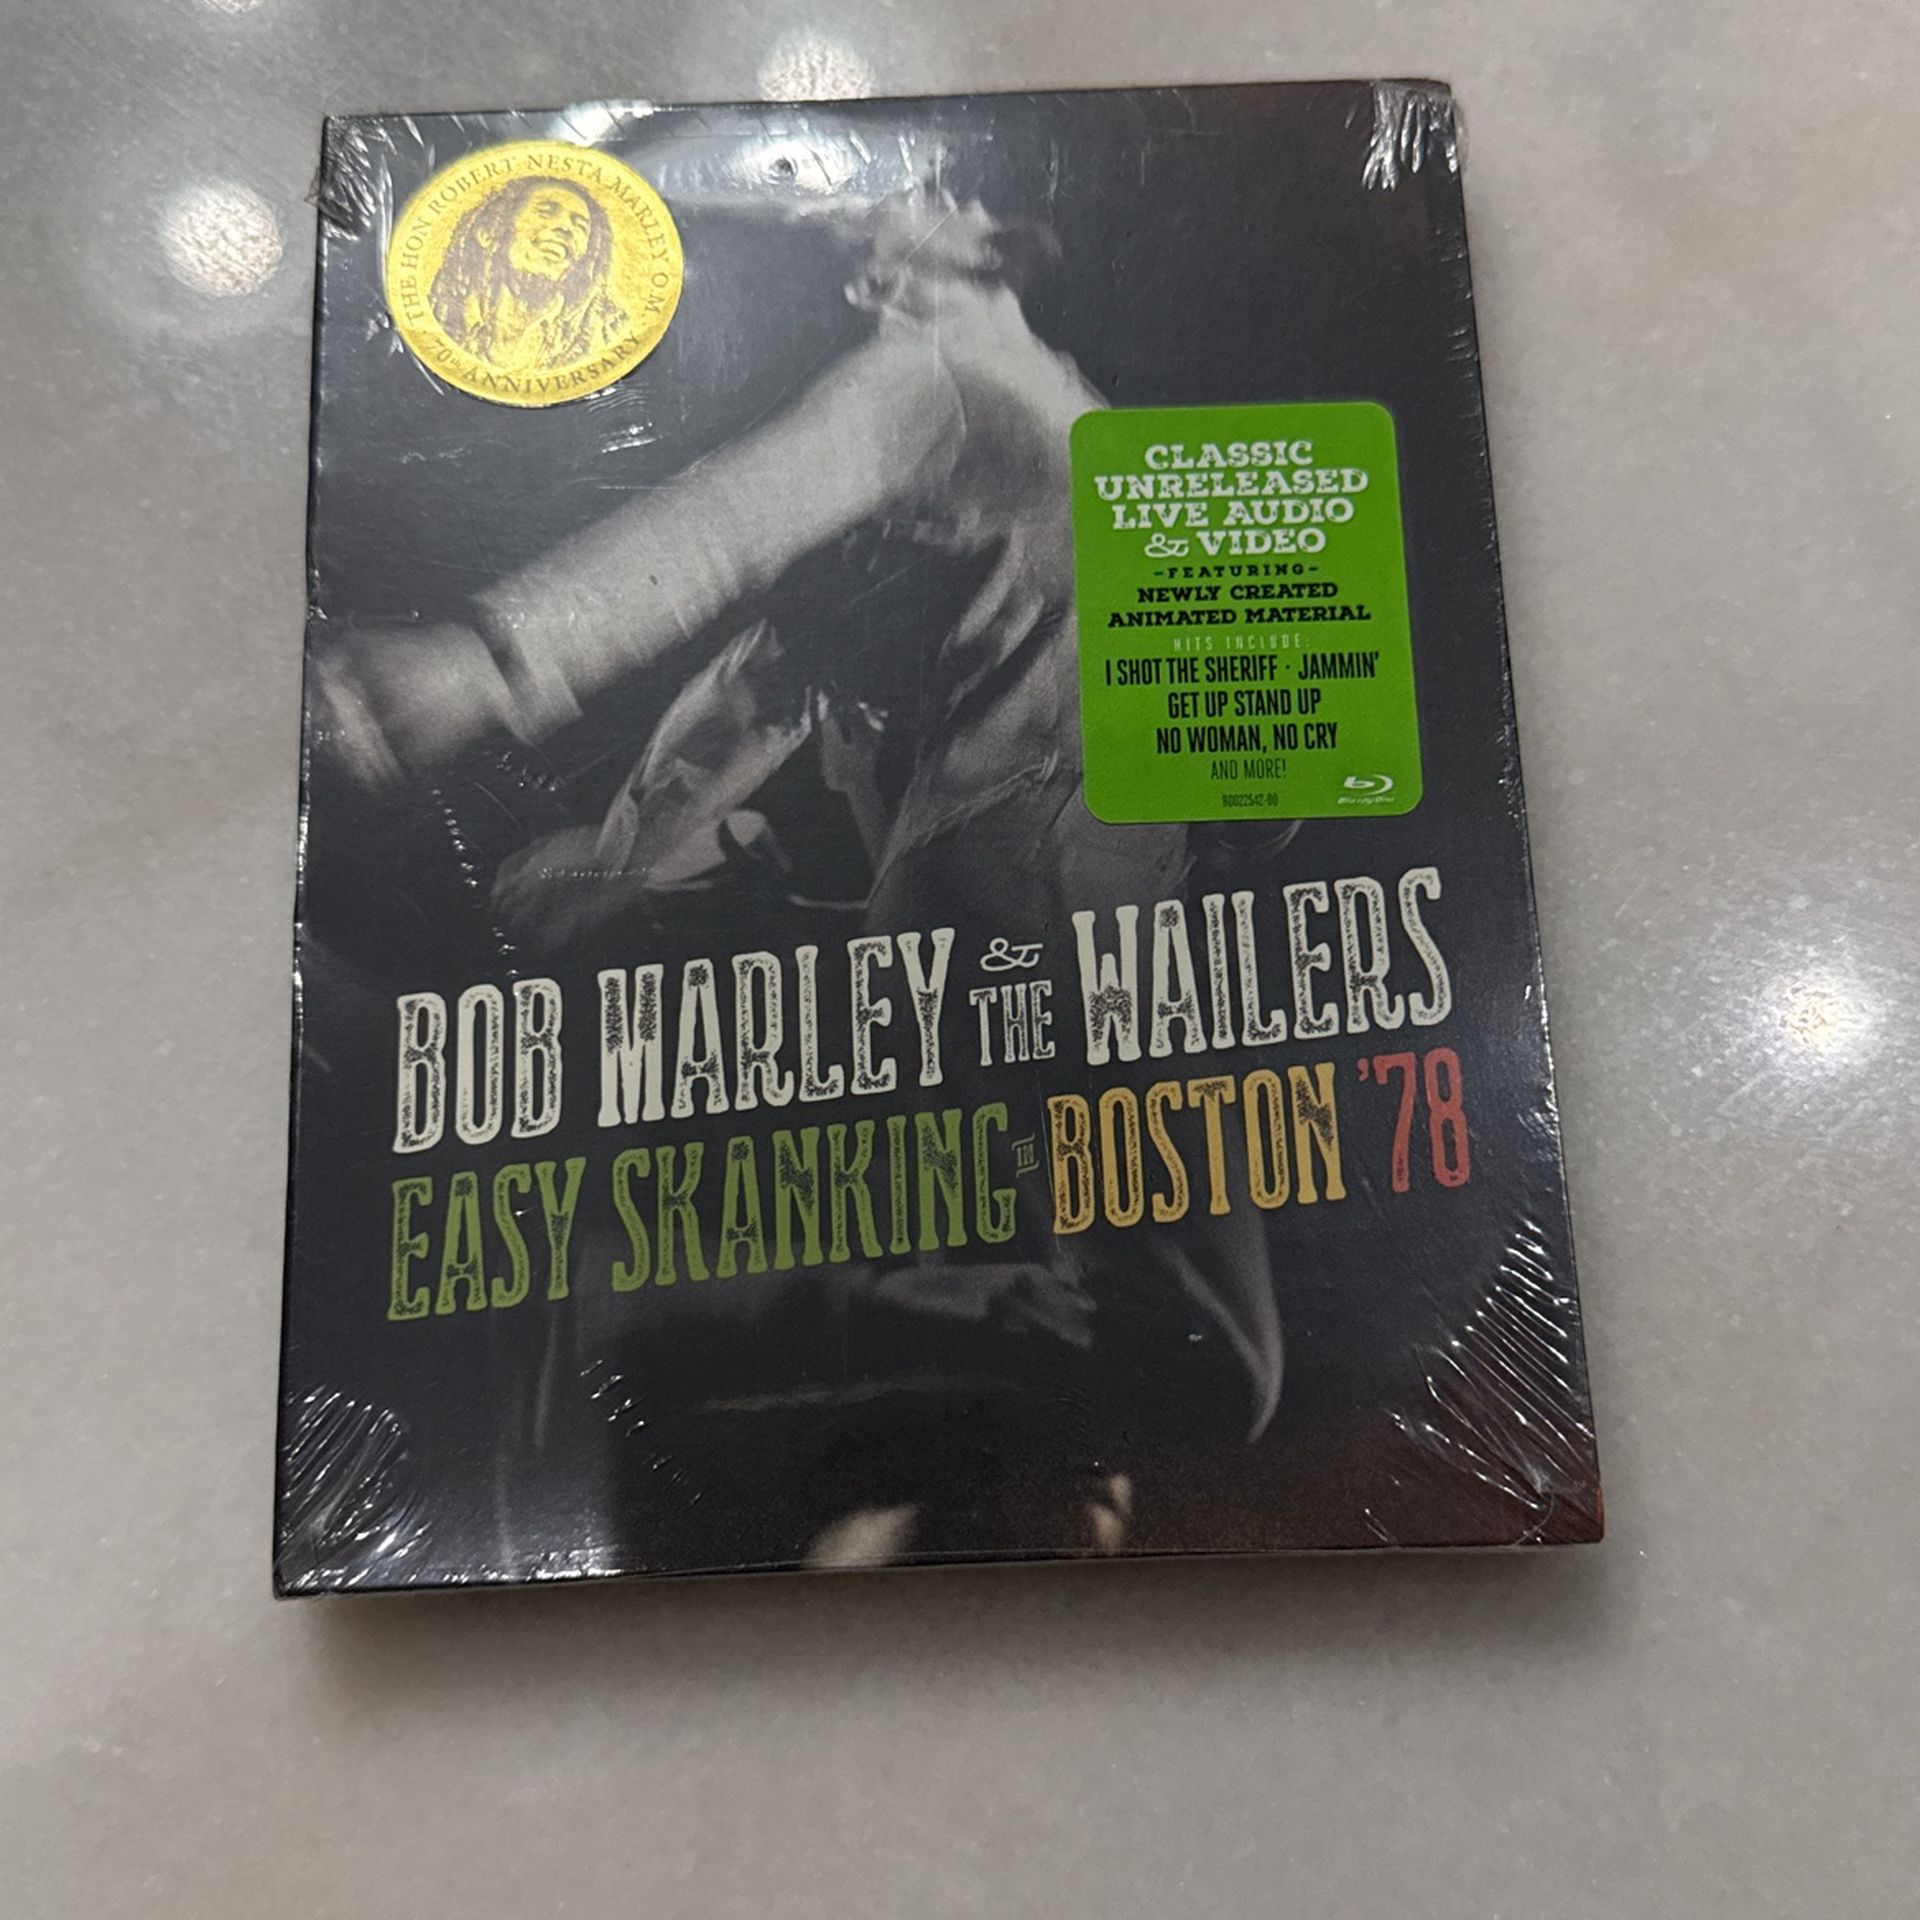 THE HON ROBERT NESTA MARLEY O.M
70th ANNIVERSARY
CLASSIC
UNRELEASED
LIVE AUDIO
& VIDEO
-FEATURING-
NEWLY CREATED
ANIMATED MATERIAL
HITS INCLUDE:
I SHOT THE SHERIFF · JAMMIN'
GET UP STAND UP
NO WOMAN, NO CRY
AND MORE!
B0022542-00
Blu-ray Disc
BOB MARLEY & THE WAILERS
EASY SKANKING IN BOSTON '78